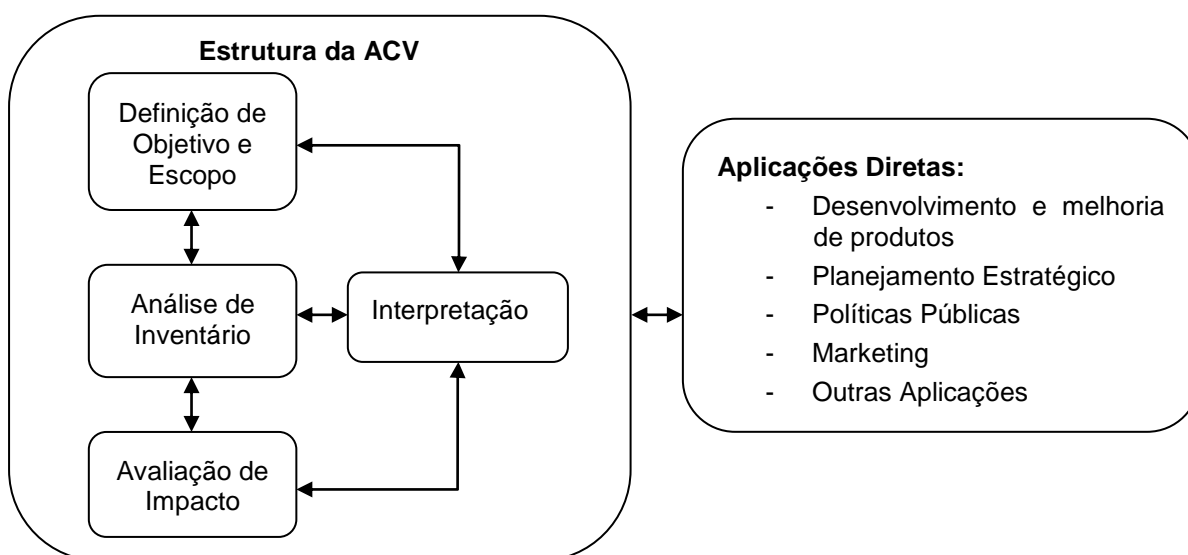 Estrutura da ACV
Definição de
Objetivo e
Escopo
Análise de
Inventário
Interpretação
Avaliação de
Impacto
Aplicações Diretas:
- Desenvolvimento e melhoria
de produtos
- Planejamento Estratégico
- Políticas Públicas
- Marketing
- Outras Aplicações